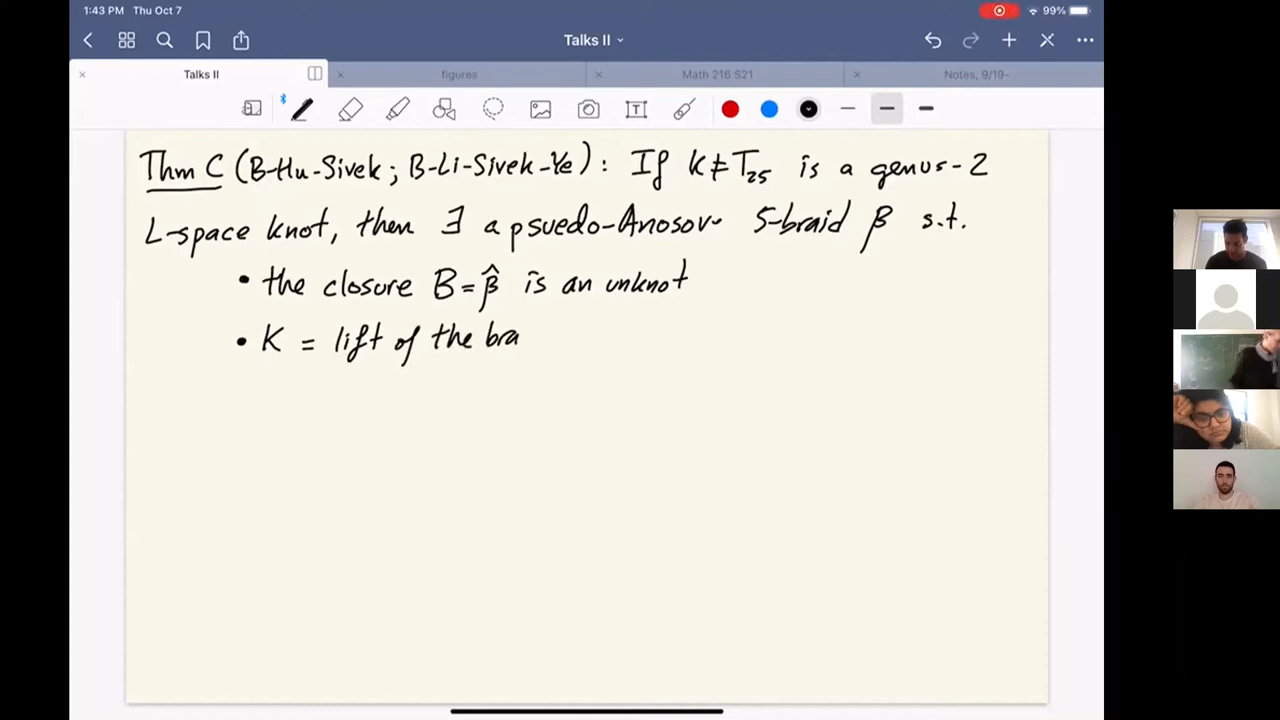 1:43 PM Thu Oct 7
99%
Talks II
Talks II
figures
Math 216 S21
Notes, 9/19-
Thm C (B-Hu-Sivek; B-Li-Sivek-Ye): If K≠T₂₅ is a genus-2
L-space knot, then ∃ a psuedo-Anosov 5-braid β s.t.
• the closure B = β̂ is an unknot
• K = lift of the bra